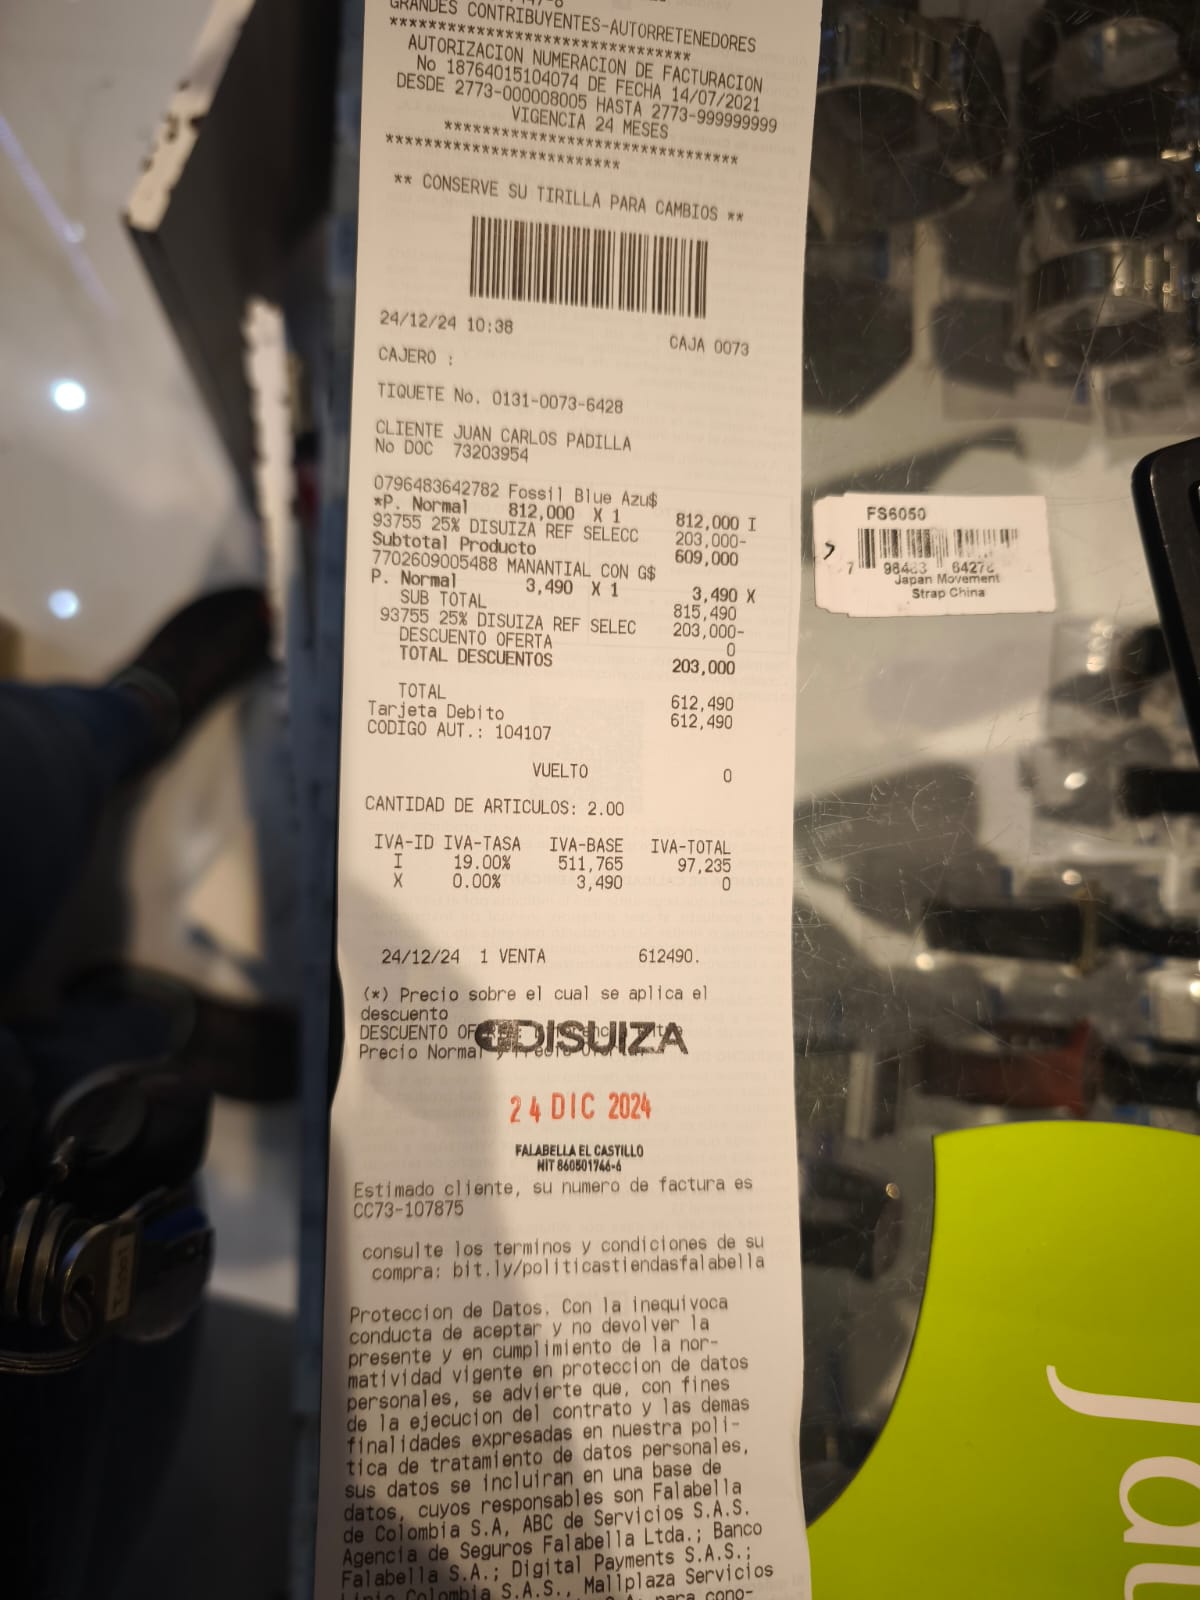 GRANDES CONTRIBUYENTES-AUTORRETENEDORES
*******************************
AUTORIZACION NUMERACION DE FACTURACION
No 18764015104074 DE FECHA 14/07/2021
DESDE 2773-000008005 HASTA 2773-999999999
VIGENCIA 24 MESES
**********************************
***************************
** CONSERVE SU TIRILLA PARA CAMBIOS **
24/12/24 10:38
CAJA 0073
CAJERO :
TIQUETE No. 0131-0073-6428
CLIENTE JUAN CARLOS PADILLA
No DOC 73203954
0796483642782 Fossil Blue Azu$
*P. Normal 812,000 X 1 812,000 I
93755 25% DISUIZA REF SELECC 203,000-
Subtotal Producto 609,000
7702609005488 MANANTIAL CON G$
P. Normal 3,490 X 1 3,490 X
SUB TOTAL 815,490
93755 25% DISUIZA REF SELEC 203,000-
DESCUENTO OFERTA 0
TOTAL DESCUENTOS 203,000
TOTAL 612,490
Tarjeta Debito 612,490
CODIGO AUT.: 104107
VUELTO 0
CANTIDAD DE ARTICULOS: 2.00
IVA-ID IVA-TASA IVA-BASE IVA-TOTAL
I 19.00% 511,765 97,235
X 0.00% 3,490 0
24/12/24 1 VENTA 612490.
(*) Precio sobre el cual se aplica el
descuento
DESCUENTO
Precio Normal
DISUIZA
24 DIC 2024
FALABELLA EL CASTILLO
NIT 860501746-6
Estimado cliente, su numero de factura es
CC73-107875
consulte los terminos y condiciones de su
compra: bit.ly/politicastiendasfalabella
Proteccion de Datos. Con la inequivoca
conducta de aceptar y no devolver la
presente y en cumplimiento de la nor-
matividad vigente en proteccion de datos
personales, se advierte que, con fines
de la ejecucion del contrato y las demas
finalidades expresadas en nuestra poli-
tica de tratamiento de datos personales,
sus datos se incluiran en una base de
datos, cuyos responsables son Falabella
de Colombia S.A, ABC de Servicios S.A.S.
Agencia de Seguros Falabella Ltda.; Banco
Falabella S.A.; Digital Payments S.A.S.;
Colombia S.A.S., Mallplaza Servicios
para cono-
FS6050
7 96483 64278
Japan Movement
Strap China